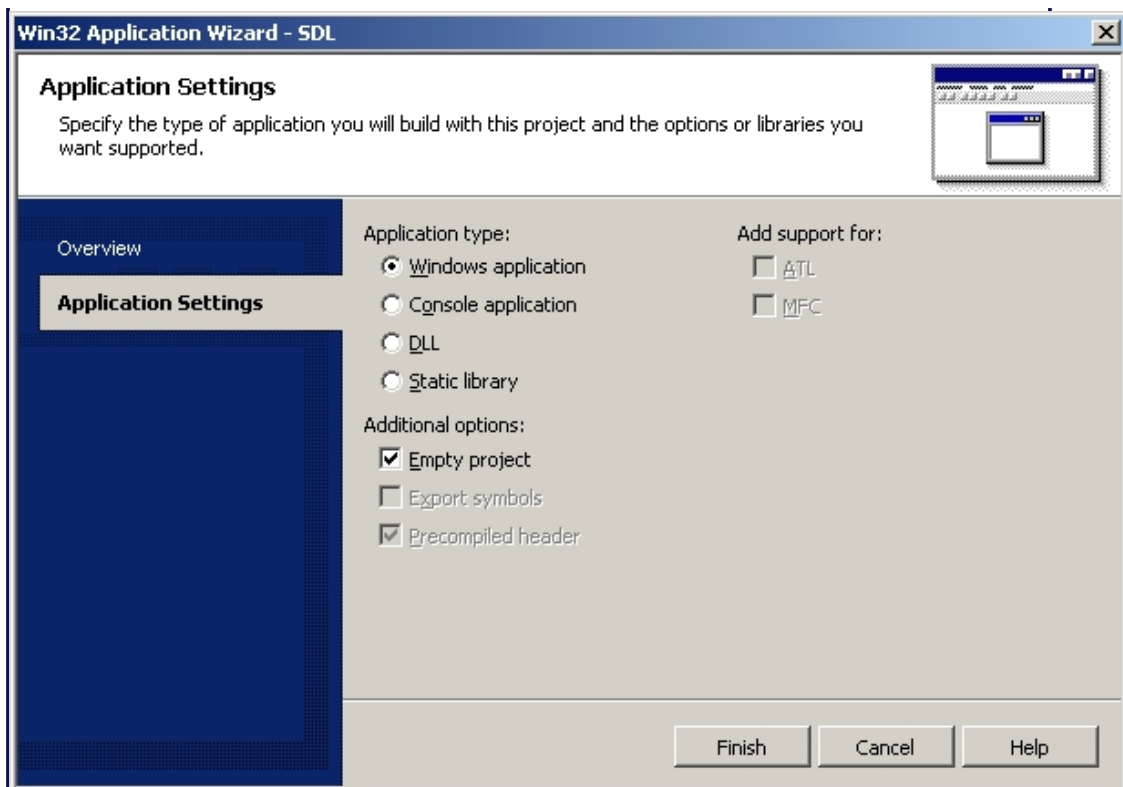 Win32 Application Wizard - SDL
Application Settings
Specify the type of application you will build with this project and the options or libraries you
want supported.
Overview
Application Settings
Application type:
Windows application
Console application
DLL
Static library
Additional options:
Empty project
Export symbols
Precompiled header
Add support for:
ATL
MFC
Finish
Cancel
Help